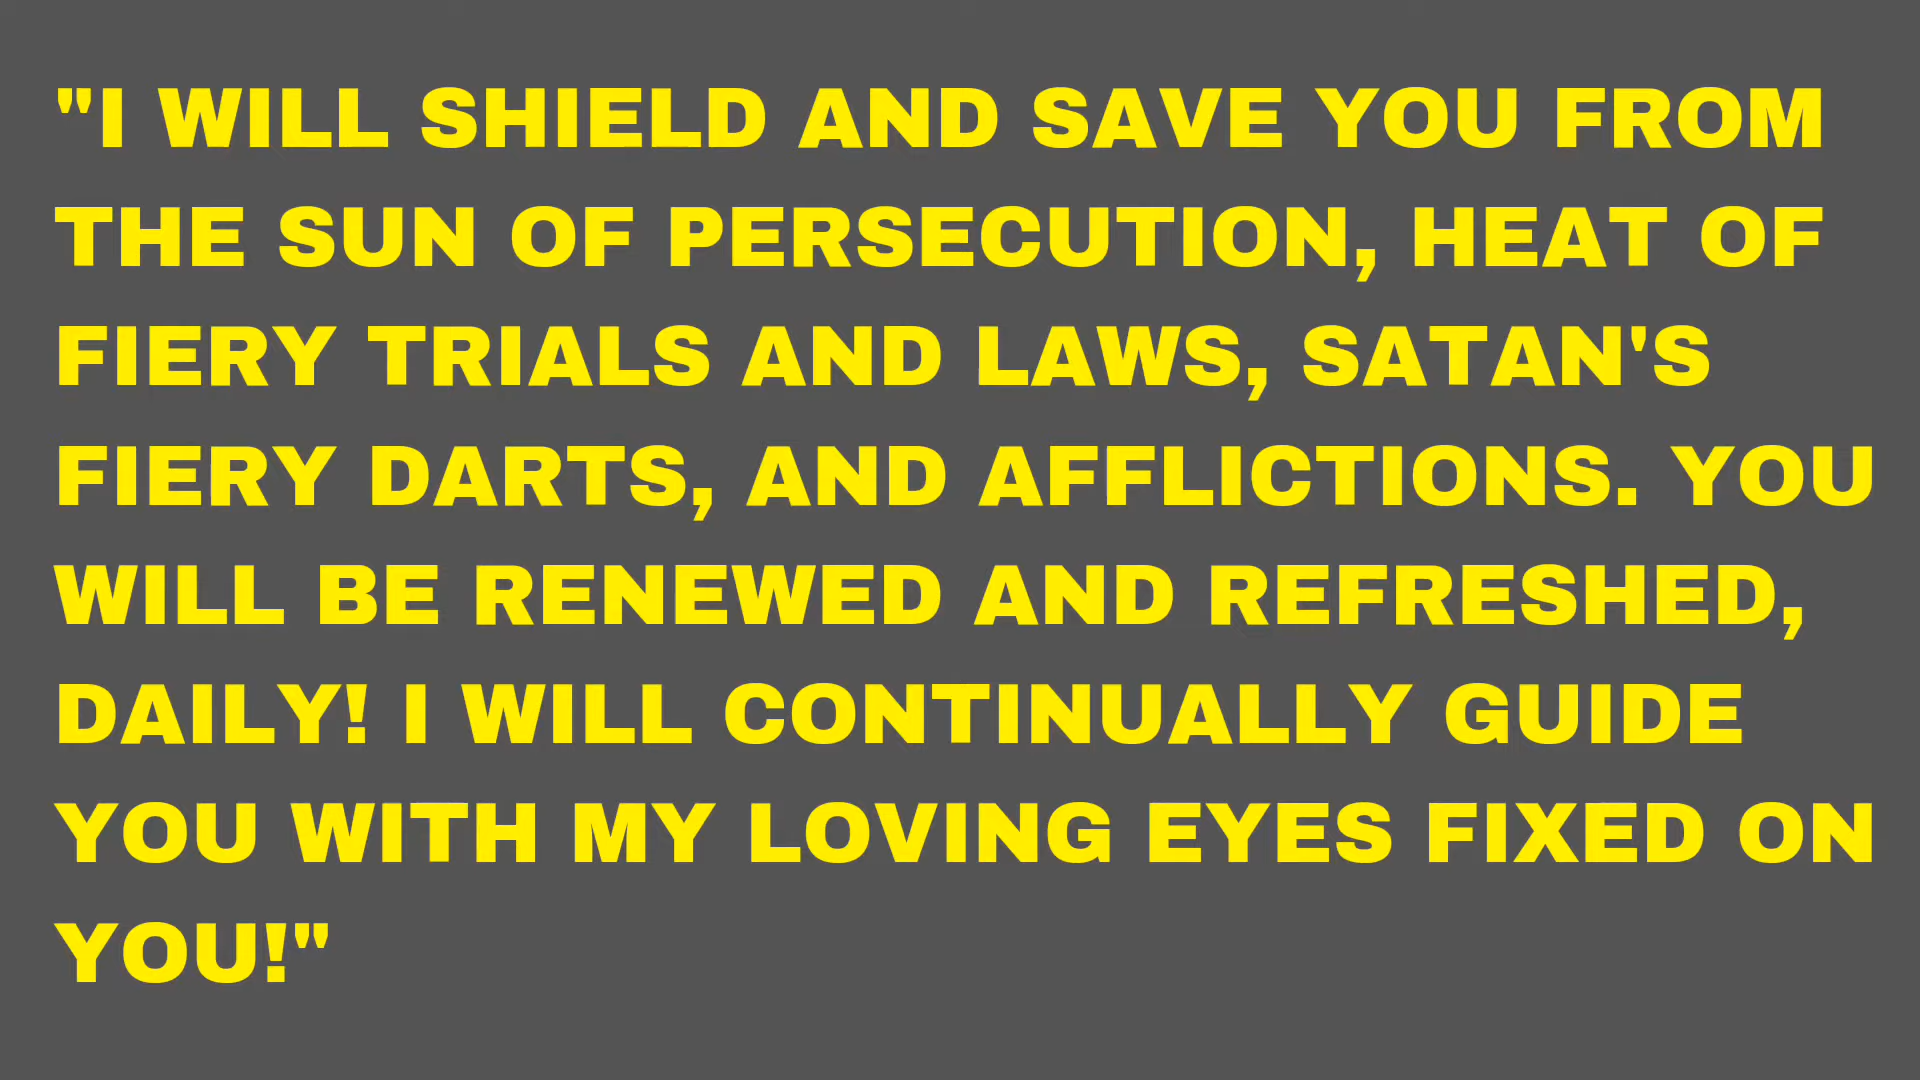 "I WILL SHIELD AND SAVE YOU FROM
THE SUN OF PERSECUTION, HEAT OF
FIERY TRIALS AND LAWS, SATAN'S
FIERY DARTS, AND AFFLICTIONS. YOU
WILL BE RENEWED AND REFRESHED,
DAILY! I WILL CONTINUALLY GUIDE
YOU WITH MY LOVING EYES FIXED ON
YOU!"